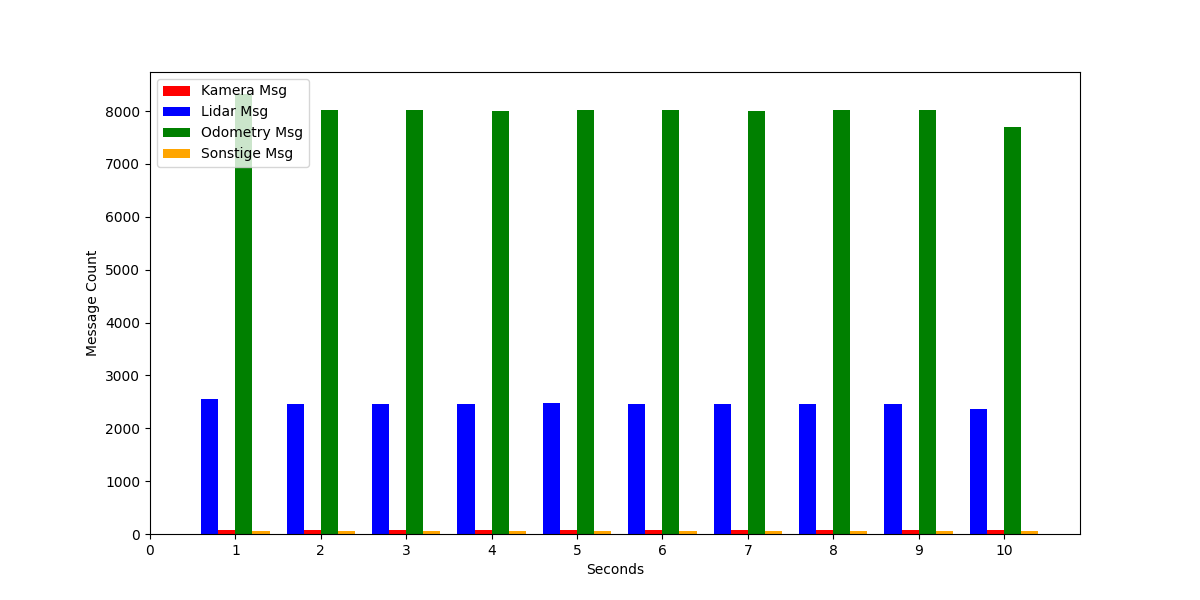 Kamera Msg
Lidar Msg
Odometry Msg
Sonstige Msg
8000
7000
6000
5000
4000
3000
2000
1000
0
Message Count
0 1 2 3 4 5 6 7 8 9 10
Seconds